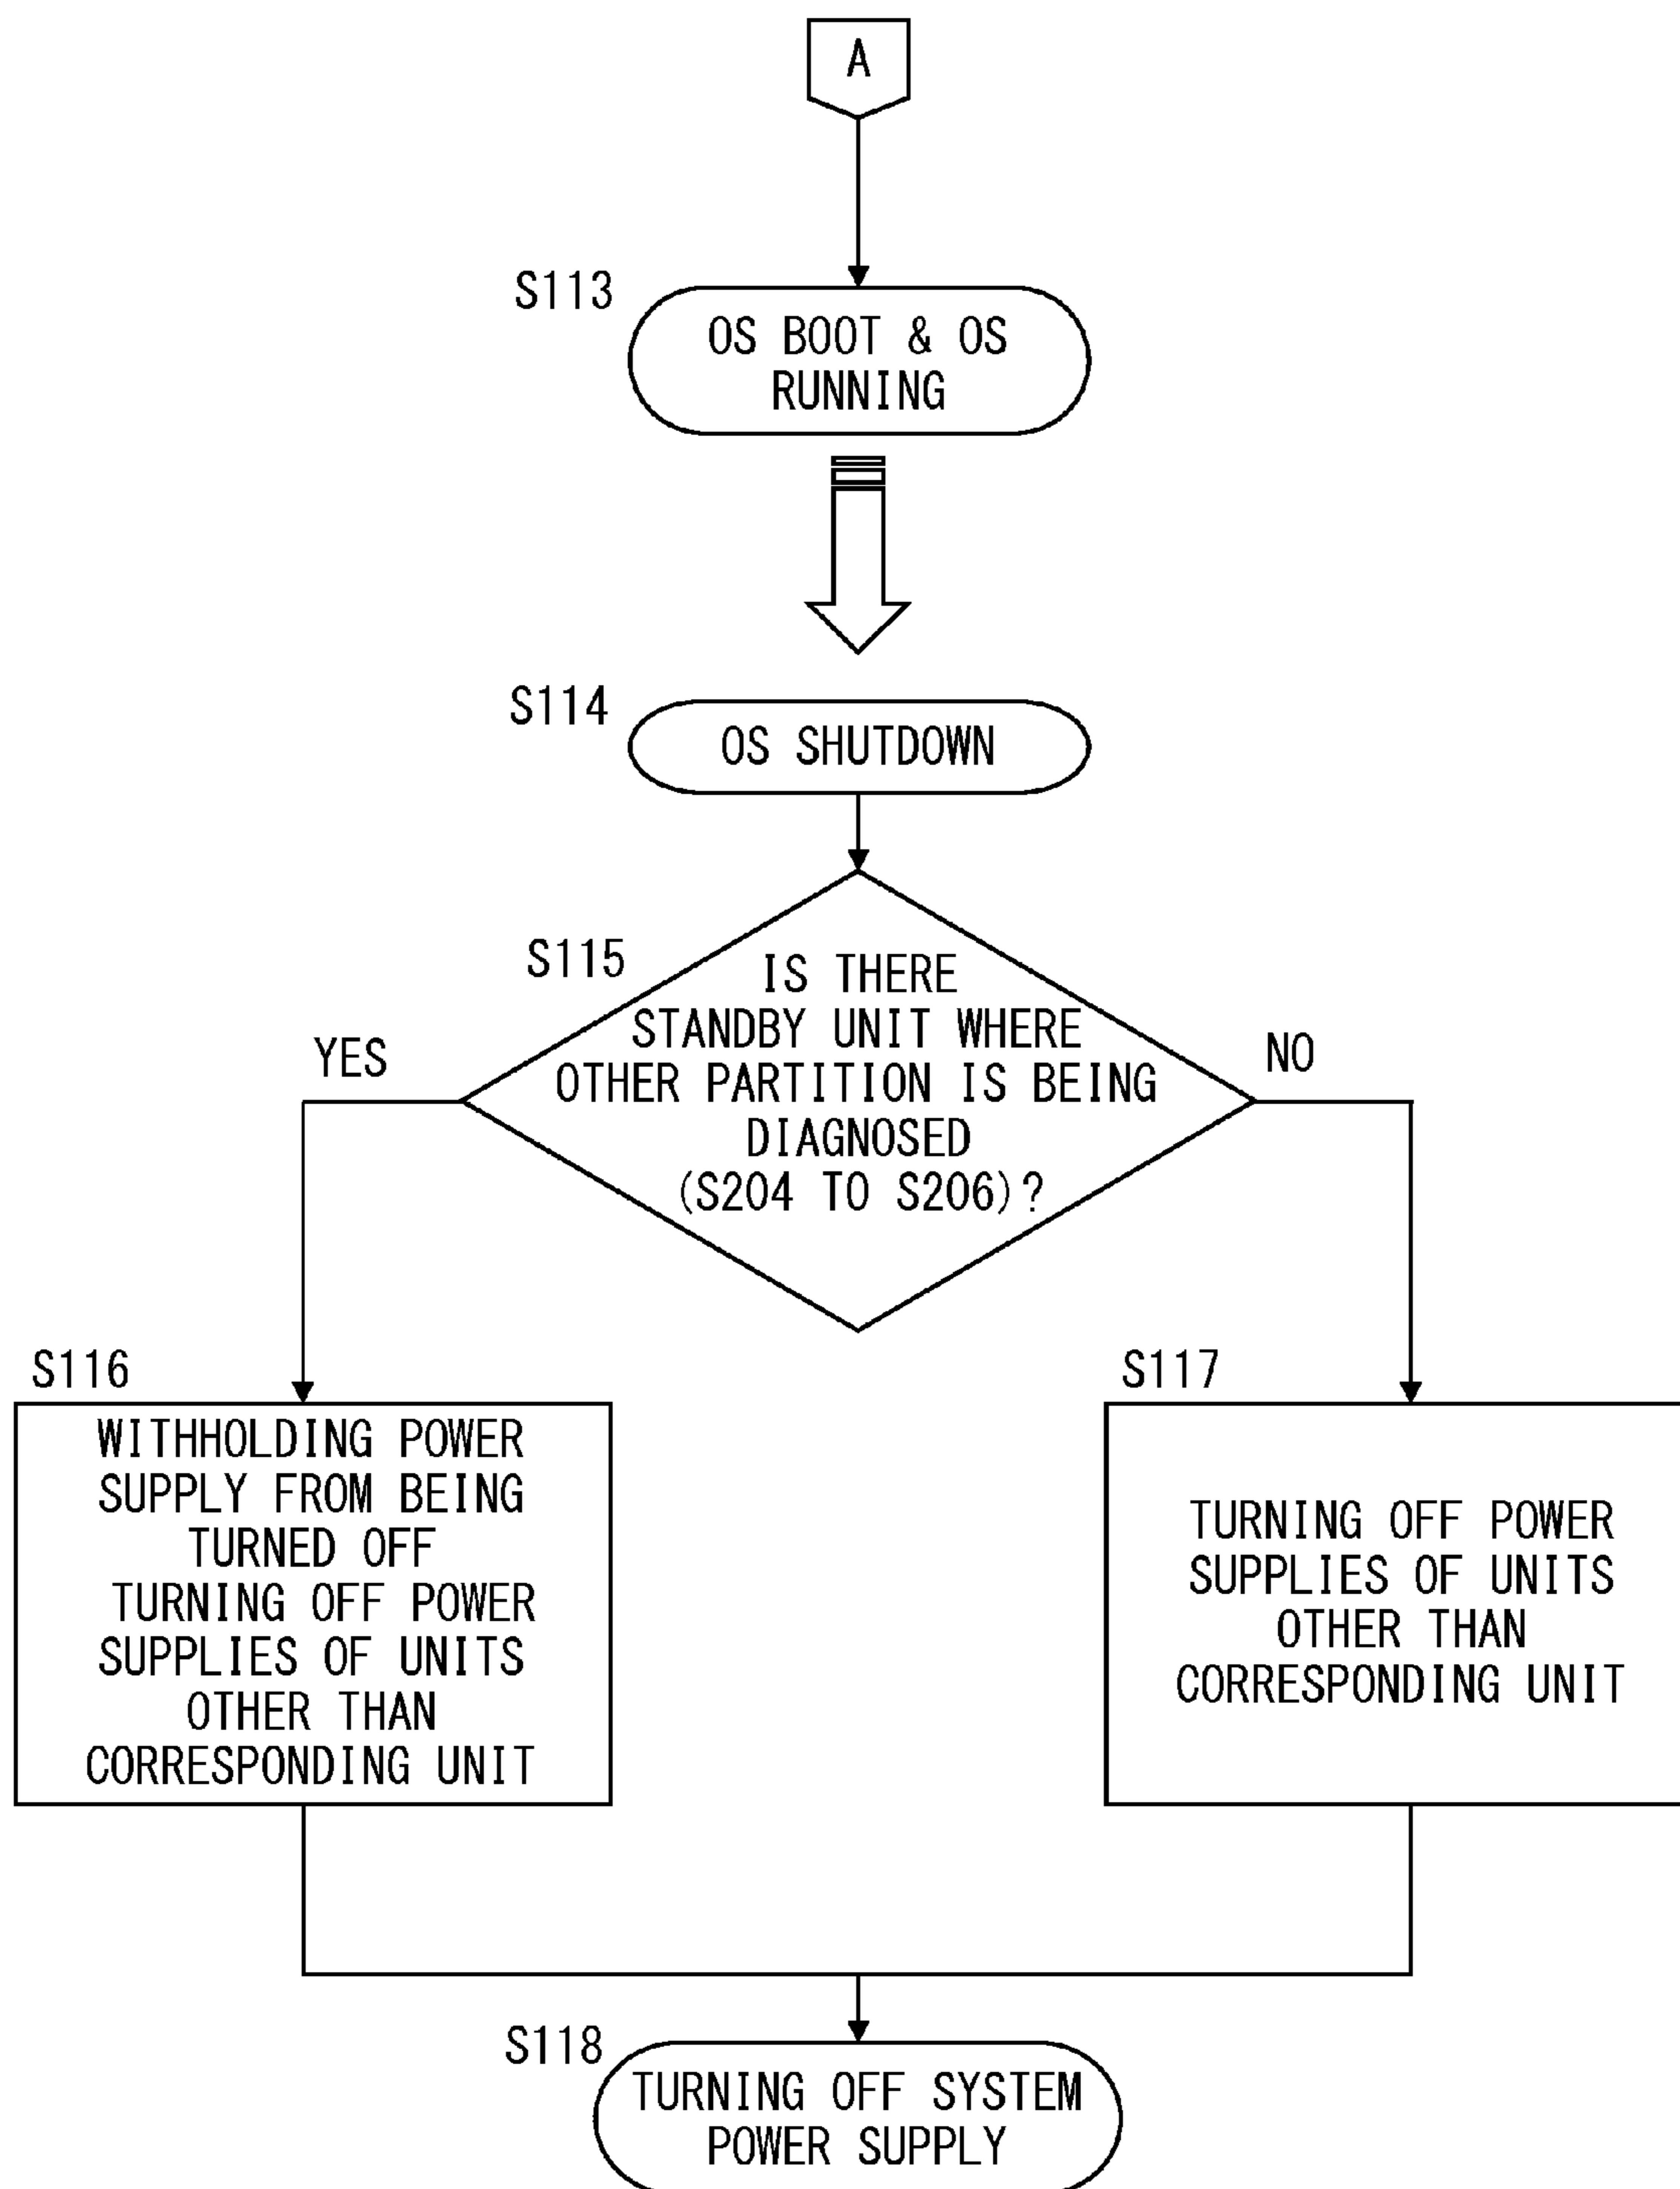 A
S113
OS BOOT & OS
RUNNING
S114
OS SHUTDOWN
S115
IS THERE
STANDBY UNIT WHERE
OTHER PARTITION IS BEING
DIAGNOSED
(S204 TO S206)?
YES
NO
S116
WITHHOLDING POWER
SUPPLY FROM BEING
TURNED OFF
TURNING OFF POWER
SUPPLIES OF UNITS
OTHER THAN
CORRESPONDING UNIT
S117
TURNING OFF POWER
SUPPLIES OF UNITS
OTHER THAN
CORRESPONDING UNIT
S118
TURNING OFF SYSTEM
POWER SUPPLY